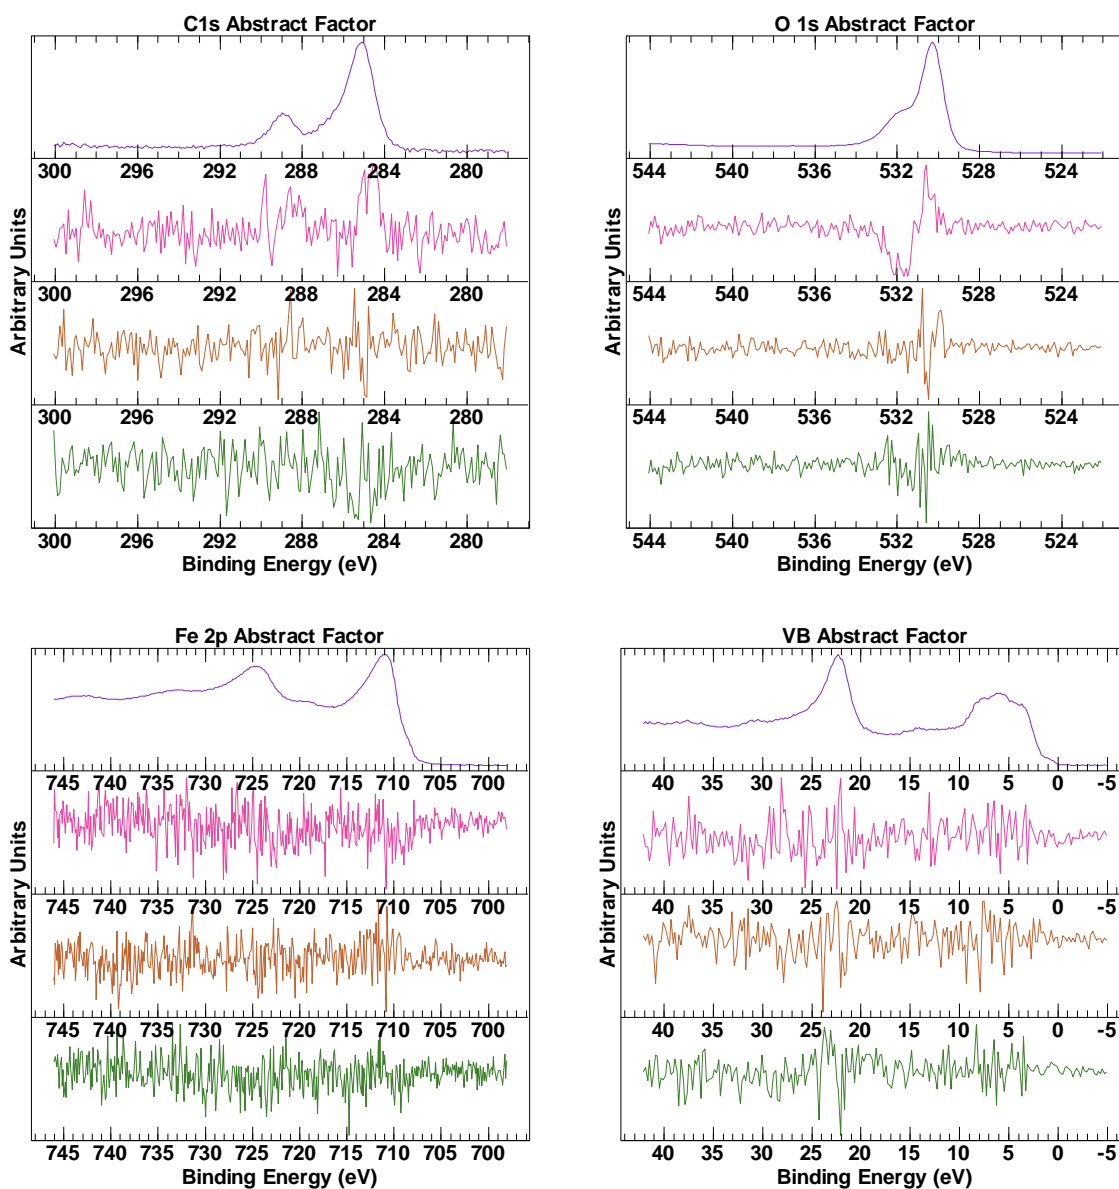 C1s Abstract Factor
300 296 292 288 284 280
300 296 292 288 284 280
300 296 292 288 284 280
300 296 292 288 284 280
Binding Energy (eV)
Arbitrary Units
O 1s Abstract Factor
544 540 536 532 528 524
544 540 536 532 528 524
544 540 536 532 528 524
544 540 536 532 528 524
Binding Energy (eV)
Arbitrary Units
Fe 2p Abstract Factor
745 740 735 730 725 720 715 710 705 700
745 740 735 730 725 720 715 710 705 700
745 740 735 730 725 720 715 710 705 700
745 740 735 730 725 720 715 710 705 700
Binding Energy (eV)
Arbitrary Units
VB Abstract Factor
40 35 30 25 20 15 10 5 0 -5
40 35 30 25 20 15 10 5 0 -5
40 35 30 25 20 15 10 5 0 -5
40 35 30 25 20 15 10 5 0 -5
Binding Energy (eV)
Arbitrary Units